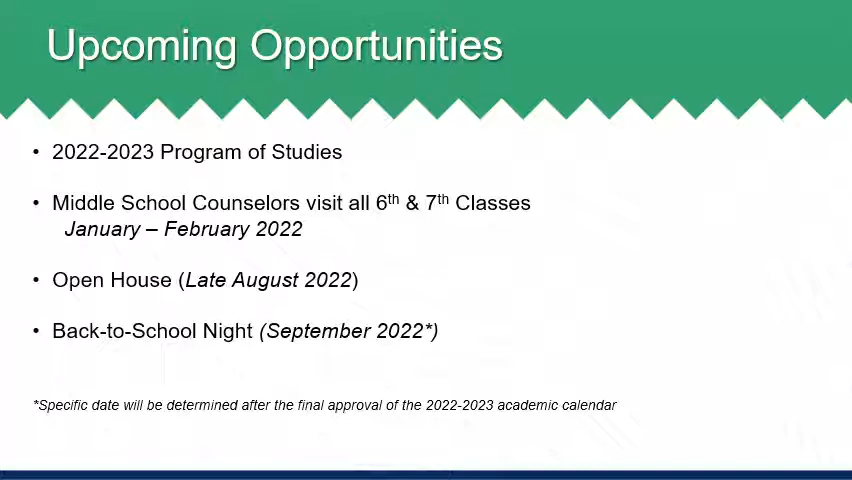 Upcoming Opportunities
• 2022-2023 Program of Studies
• Middle School Counselors visit all 6th & 7th Classes
January – February 2022
• Open House (Late August 2022)
• Back-to-School Night (September 2022*)
*Specific date will be determined after the final approval of the 2022-2023 academic calendar